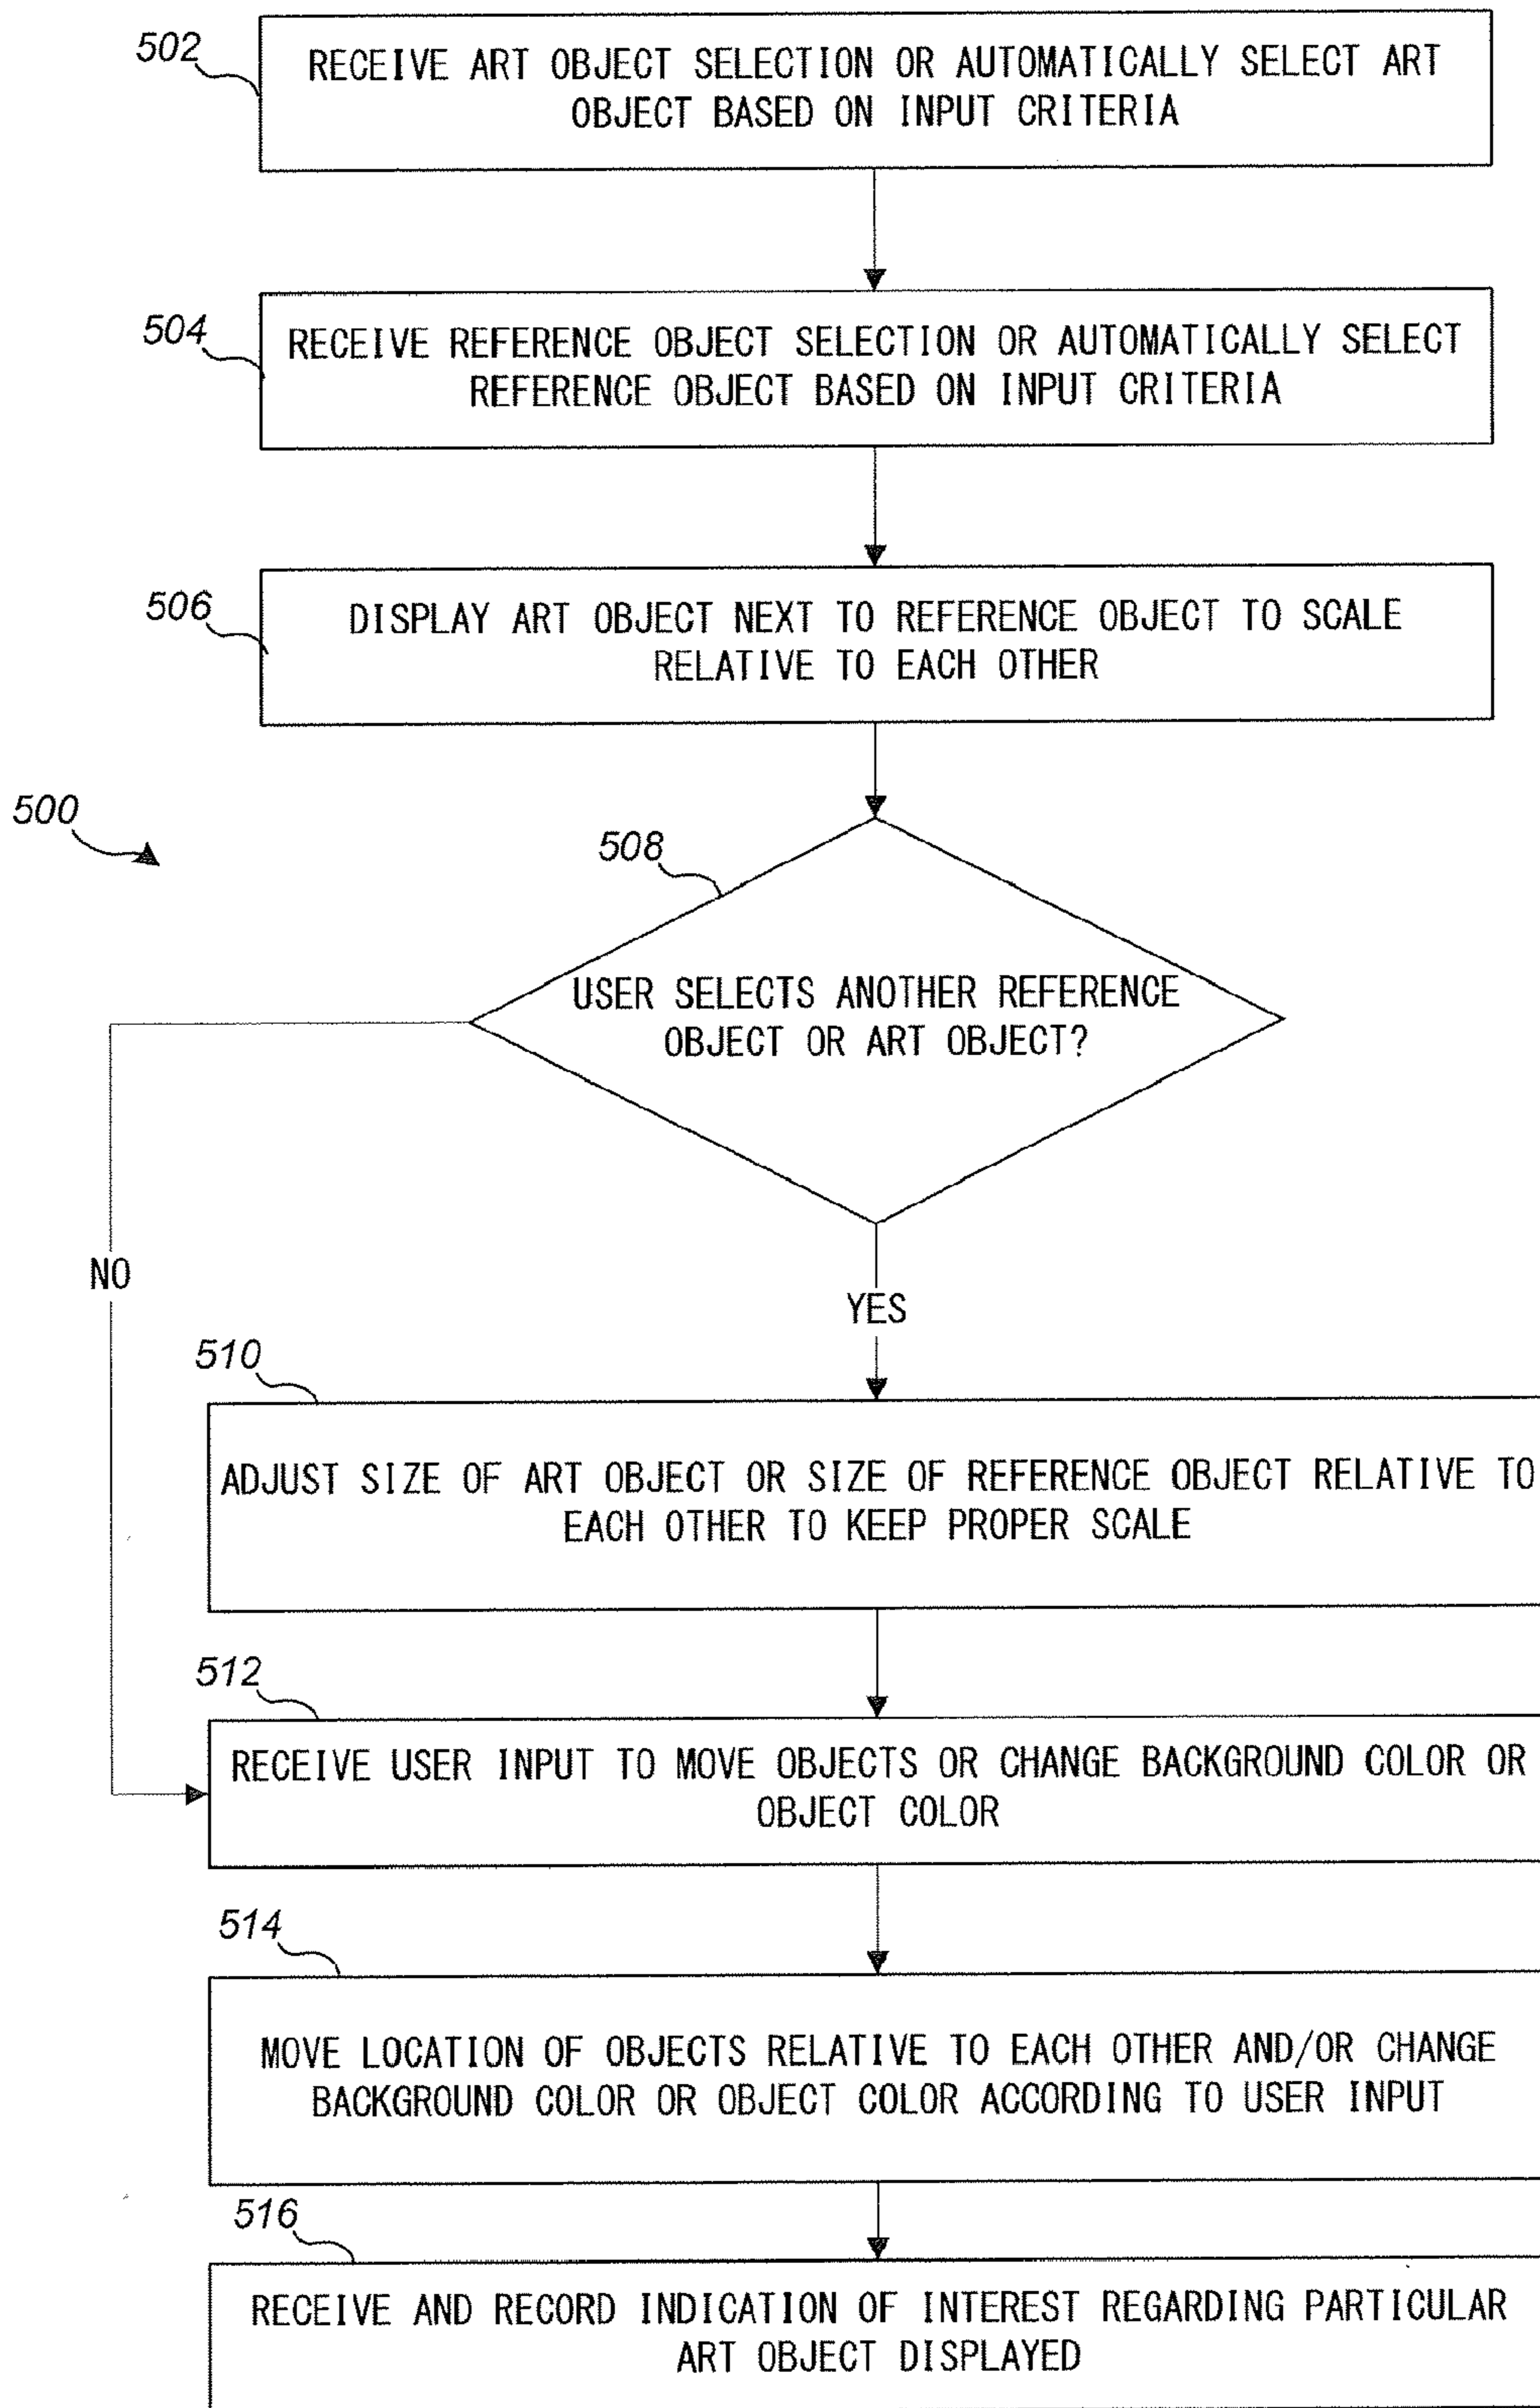 502
RECEIVE ART OBJECT SELECTION OR AUTOMATICALLY SELECT ART
OBJECT BASED ON INPUT CRITERIA
504
RECEIVE REFERENCE OBJECT SELECTION OR AUTOMATICALLY SELECT
REFERENCE OBJECT BASED ON INPUT CRITERIA
506
DISPLAY ART OBJECT NEXT TO REFERENCE OBJECT TO SCALE
RELATIVE TO EACH OTHER
500
508
USER SELECTS ANOTHER REFERENCE
OBJECT OR ART OBJECT?
NO
YES
510
ADJUST SIZE OF ART OBJECT OR SIZE OF REFERENCE OBJECT RELATIVE TO
EACH OTHER TO KEEP PROPER SCALE
512
RECEIVE USER INPUT TO MOVE OBJECTS OR CHANGE BACKGROUND COLOR OR
OBJECT COLOR
514
MOVE LOCATION OF OBJECTS RELATIVE TO EACH OTHER AND/OR CHANGE
BACKGROUND COLOR OR OBJECT COLOR ACCORDING TO USER INPUT
516
RECEIVE AND RECORD INDICATION OF INTEREST REGARDING PARTICULAR
ART OBJECT DISPLAYED